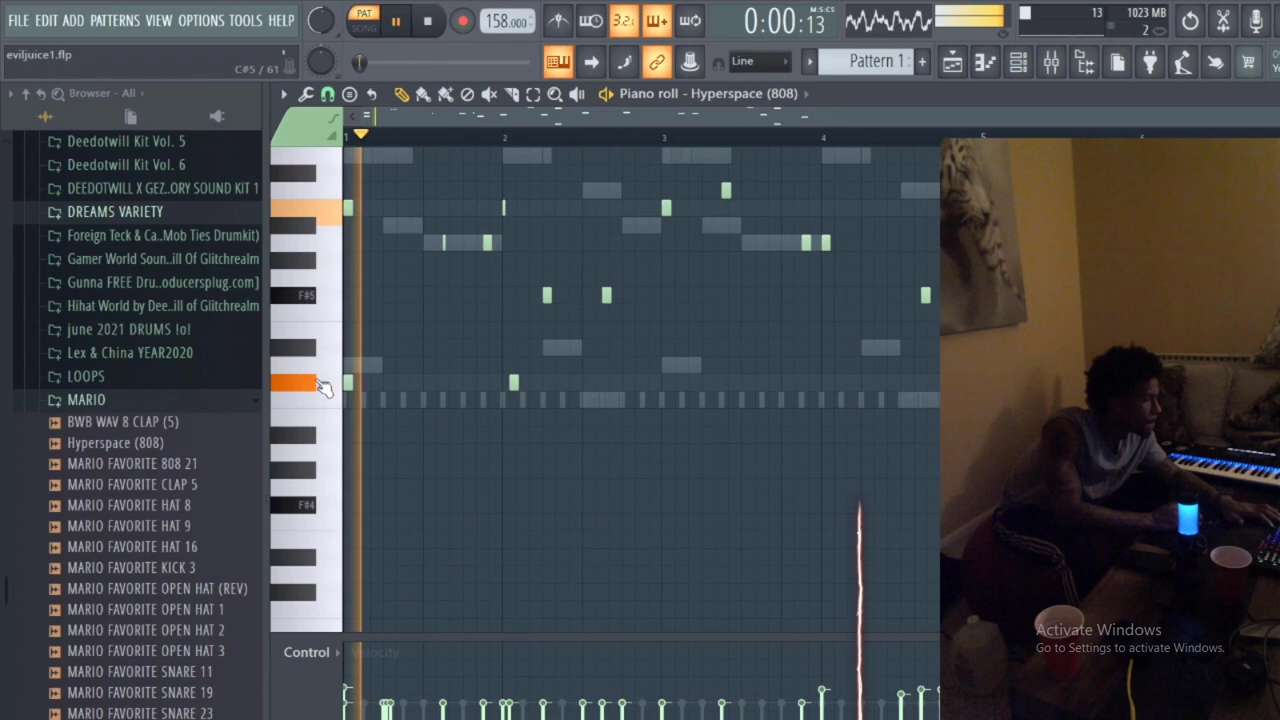 FILE EDIT ADD PATTERNS VIEW OPTIONS TOOLS HELP
PAT
SONG
158.000
3.2.
0:00:13
M:S:CS
13
1023 MB
2
eviljuice1.flp
C#5 / 61
Line
Pattern 1
Browser - All
Piano roll - Hyperspace (808)
1 2 3 4 5 6
Deedotwill Kit Vol. 5
Deedotwill Kit Vol. 6
DEEDOTWILL X GEZ..ORY SOUND KIT 1
DREAMS VARIETY
Foreign Teck & Ca..Mob Ties Drumkit)
Gamer World Soun..ill Of Glitchrealm
Gunna FREE Dru..oducersplug.com]
Hihat World by Dee..ill of Glitchrealm
june 2021 DRUMS !o!
Lex & China YEAR2020
LOOPS
MARIO
BWB WAV 8 CLAP (5)
Hyperspace (808)
MARIO FAVORITE 808 21
MARIO FAVORITE CLAP 5
MARIO FAVORITE HAT 8
MARIO FAVORITE HAT 9
MARIO FAVORITE HAT 16
MARIO FAVORITE KICK 3
MARIO FAVORITE OPEN HAT (REV)
MARIO FAVORITE OPEN HAT 1
MARIO FAVORITE OPEN HAT 2
MARIO FAVORITE OPEN HAT 3
MARIO FAVORITE SNARE 11
MARIO FAVORITE SNARE 19
MARIO FAVORITE SNARE 23
F#5
F#4
Control
Velocity
Activate Windows
Go to Settings to activate Windows.